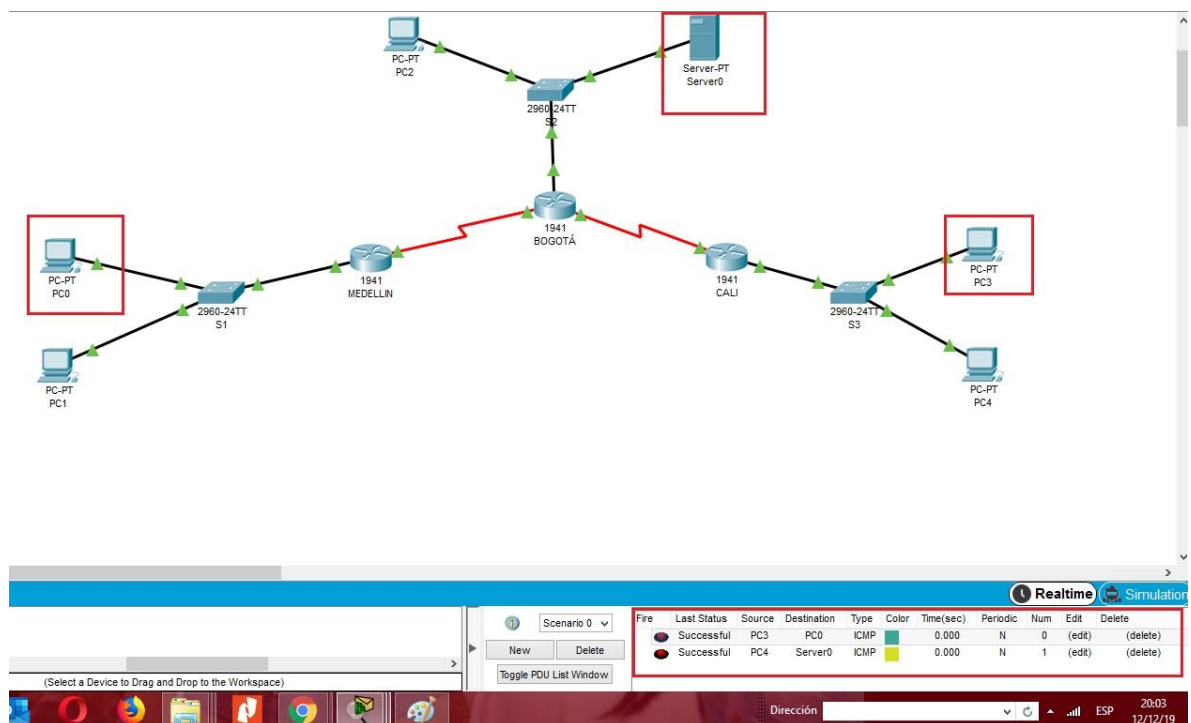 PC-PT
PC2
Server-PT
Server0
2960-24TT
S2
1941
BOGOTÁ
PC-PT
PC0
1941
MEDELLIN
1941
CALI
PC-PT
PC3
2960-24TT
S1
2960-24TT
S3
PC-PT
PC1
PC-PT
PC4
Realtime
Simulation
Scenario 0
New
Delete
Toggle PDU List Window
Fire Last Status Source Destination Type Color Time(sec) Periodic Num Edit Delete
Successful PC3 PC0 ICMP 0.000 N 0 (edit) (delete)
Successful PC4 Server0 ICMP 0.000 N 1 (edit) (delete)
(Select a Device to Drag and Drop to the Workspace)
Dirección
ESP
20:03
12/12/19